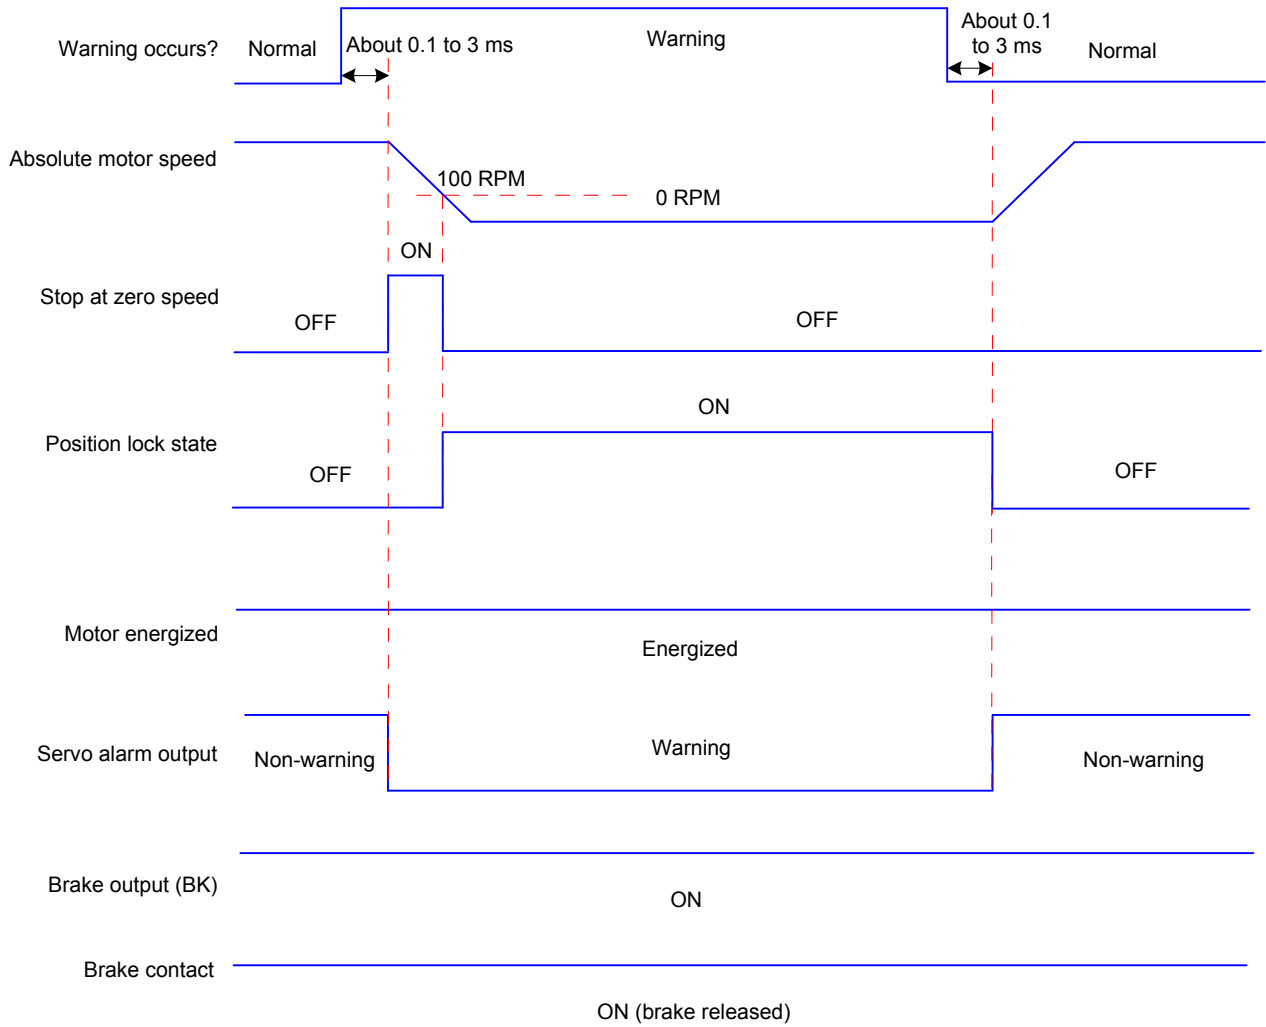 Warning occurs?
Normal
About 0.1 to 3 ms
Warning
About 0.1
to 3 ms
Normal
Absolute motor speed
100 RPM
0 RPM
Stop at zero speed
OFF
ON
OFF
Position lock state
OFF
ON
OFF
Motor energized
Energized
Servo alarm output
Non-warning
Warning
Non-warning
Brake output (BK)
ON
Brake contact
ON (brake released)